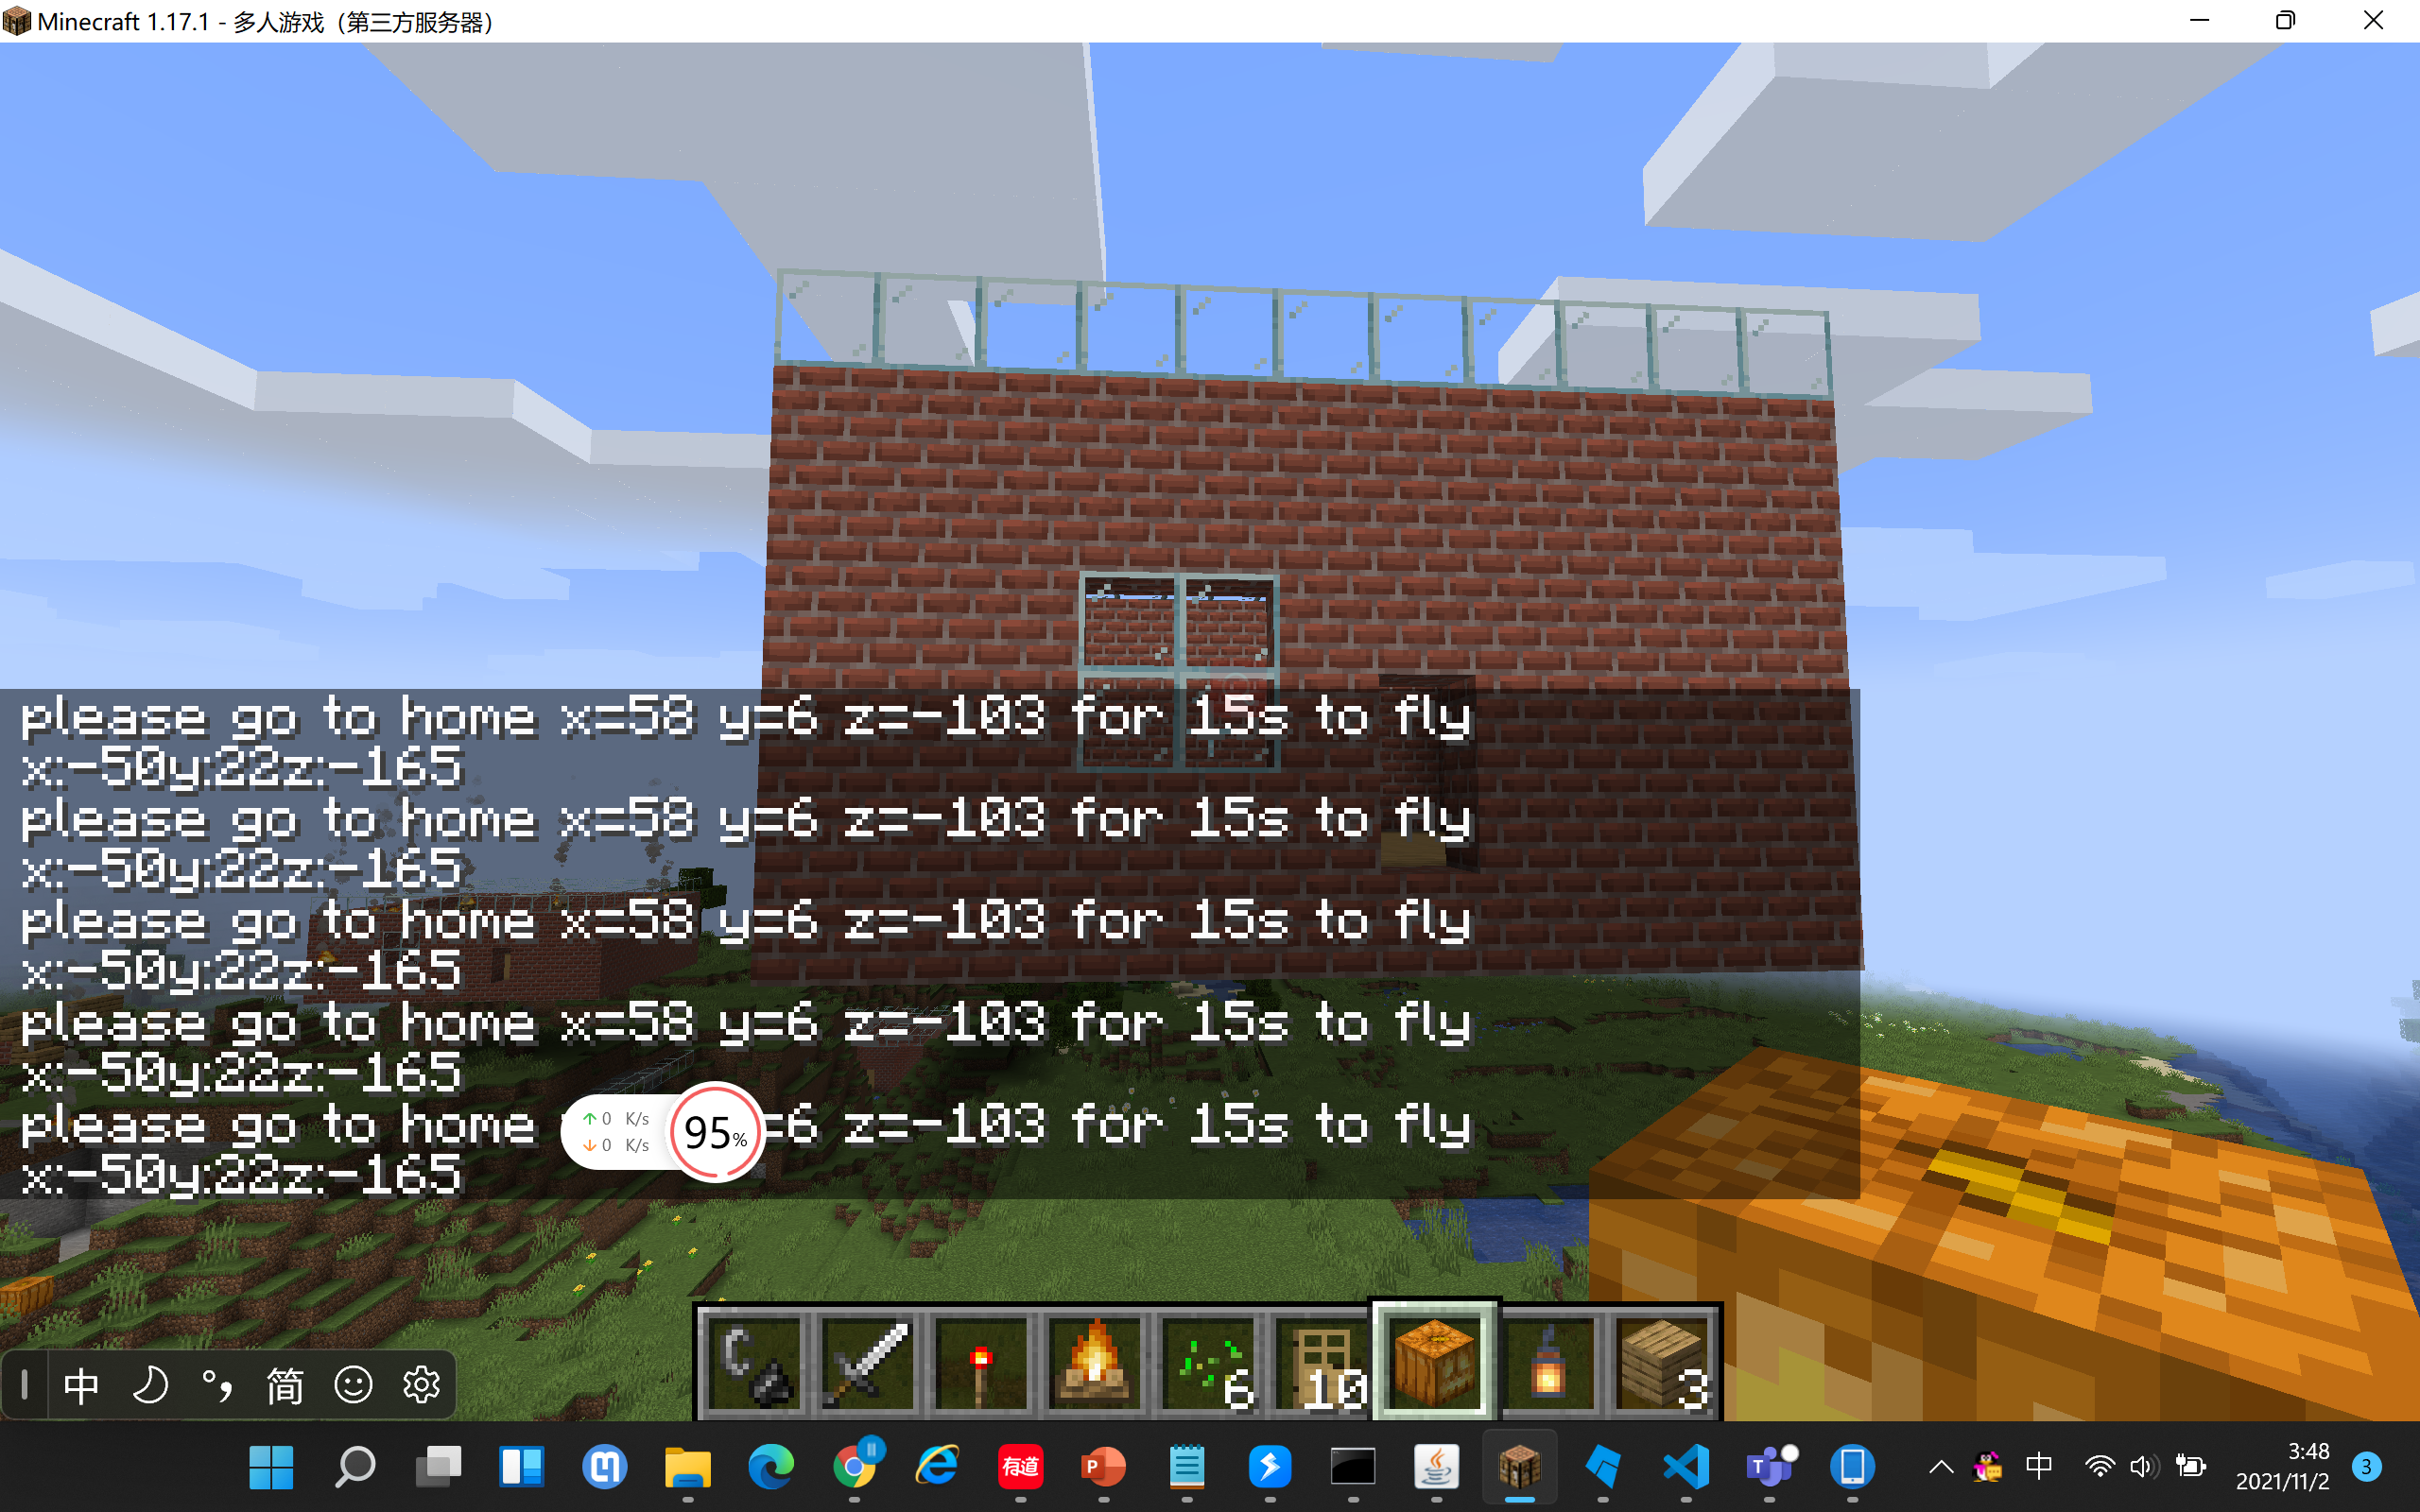 Minecraft 1.17.1 - 多人游戏（第三方服务器）
please go to home x=58 y=6 z=-103 for 15s to fly
x:-50y:22z:-165
please go to home x=58 y=6 z=-103 for 15s to fly
x:-50y:22z:-165
please go to home x=58 y=6 z=-103 for 15s to fly
x:-50y:22z:-165
please go to home x=58 y=6 z=-103 for 15s to fly
x:-50y:22z:-165
please go to home =6 z=-103 for 15s to fly
x:-50y:22z:-165
0 K/s
0 K/s
95%
6 10 3
中 简
有道 P T 中
3:48
2021/11/2
3